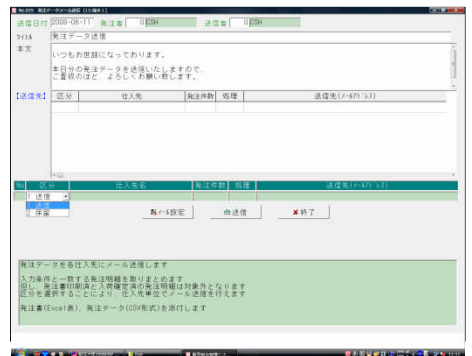 送信日付 2008-06-11 発注者 0 CSH 送信者 0 CSH
タイトル 発注データ送信
本文
いつもお世話になっております。
本日分の発注データを送信いたしますので、
ご査収のほど、よろしくお願い致します。
【送信先】 区分 仕入先 発注件数 処理 送信先(メールアドレス)
No 区分 仕入先名 発注件数 処理 送信先(メールアドレス)
1 送信
1 送信
2 保留
メール設定 送信 終了
発注データを各仕入先にメール送信します
入力条件と一致する発注明細を取りまとめます
但し、発注書印刷済と入荷確定済の発注明細は対象外となります
区分を選択することにより、仕入先単位でメール送信を行えます
発注書(Excel表)、発注データ(CSV形式)を添付します